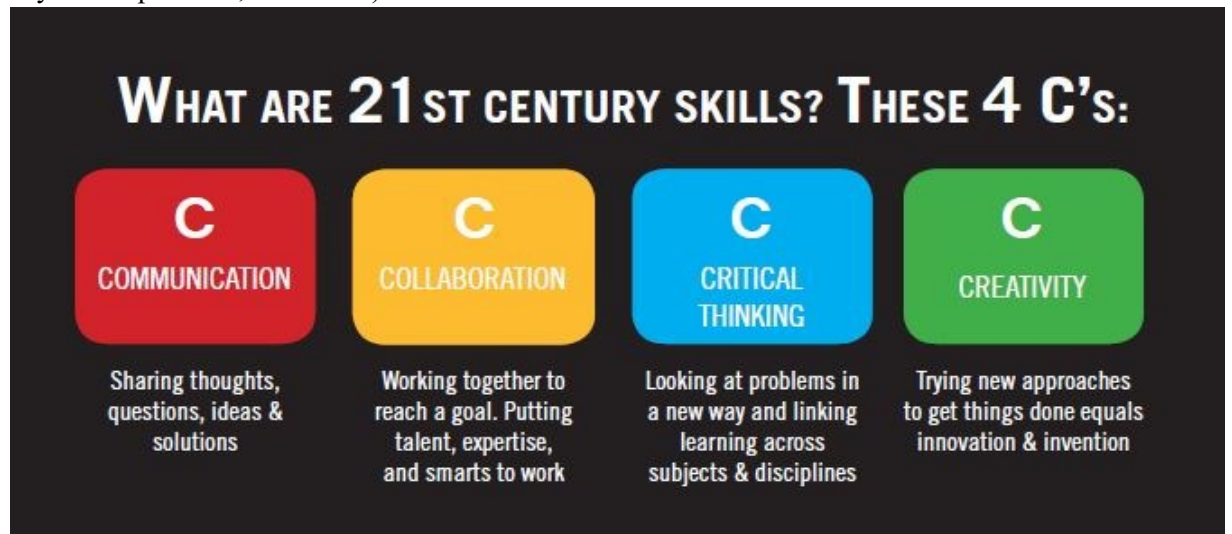 WHAT ARE 21ST CENTURY SKILLS? THESE 4 C'S:
C
COMMUNICATION
Sharing thoughts,
questions, ideas &
solutions
C
COLLABORATION
Working together to
reach a goal. Putting
talent, expertise,
and smarts to work
C
CRITICAL
THINKING
Looking at problems in
a new way and linking
learning across
subjects & disciplines
C
CREATIVITY
Trying new approaches
to get things done equals
innovation & invention